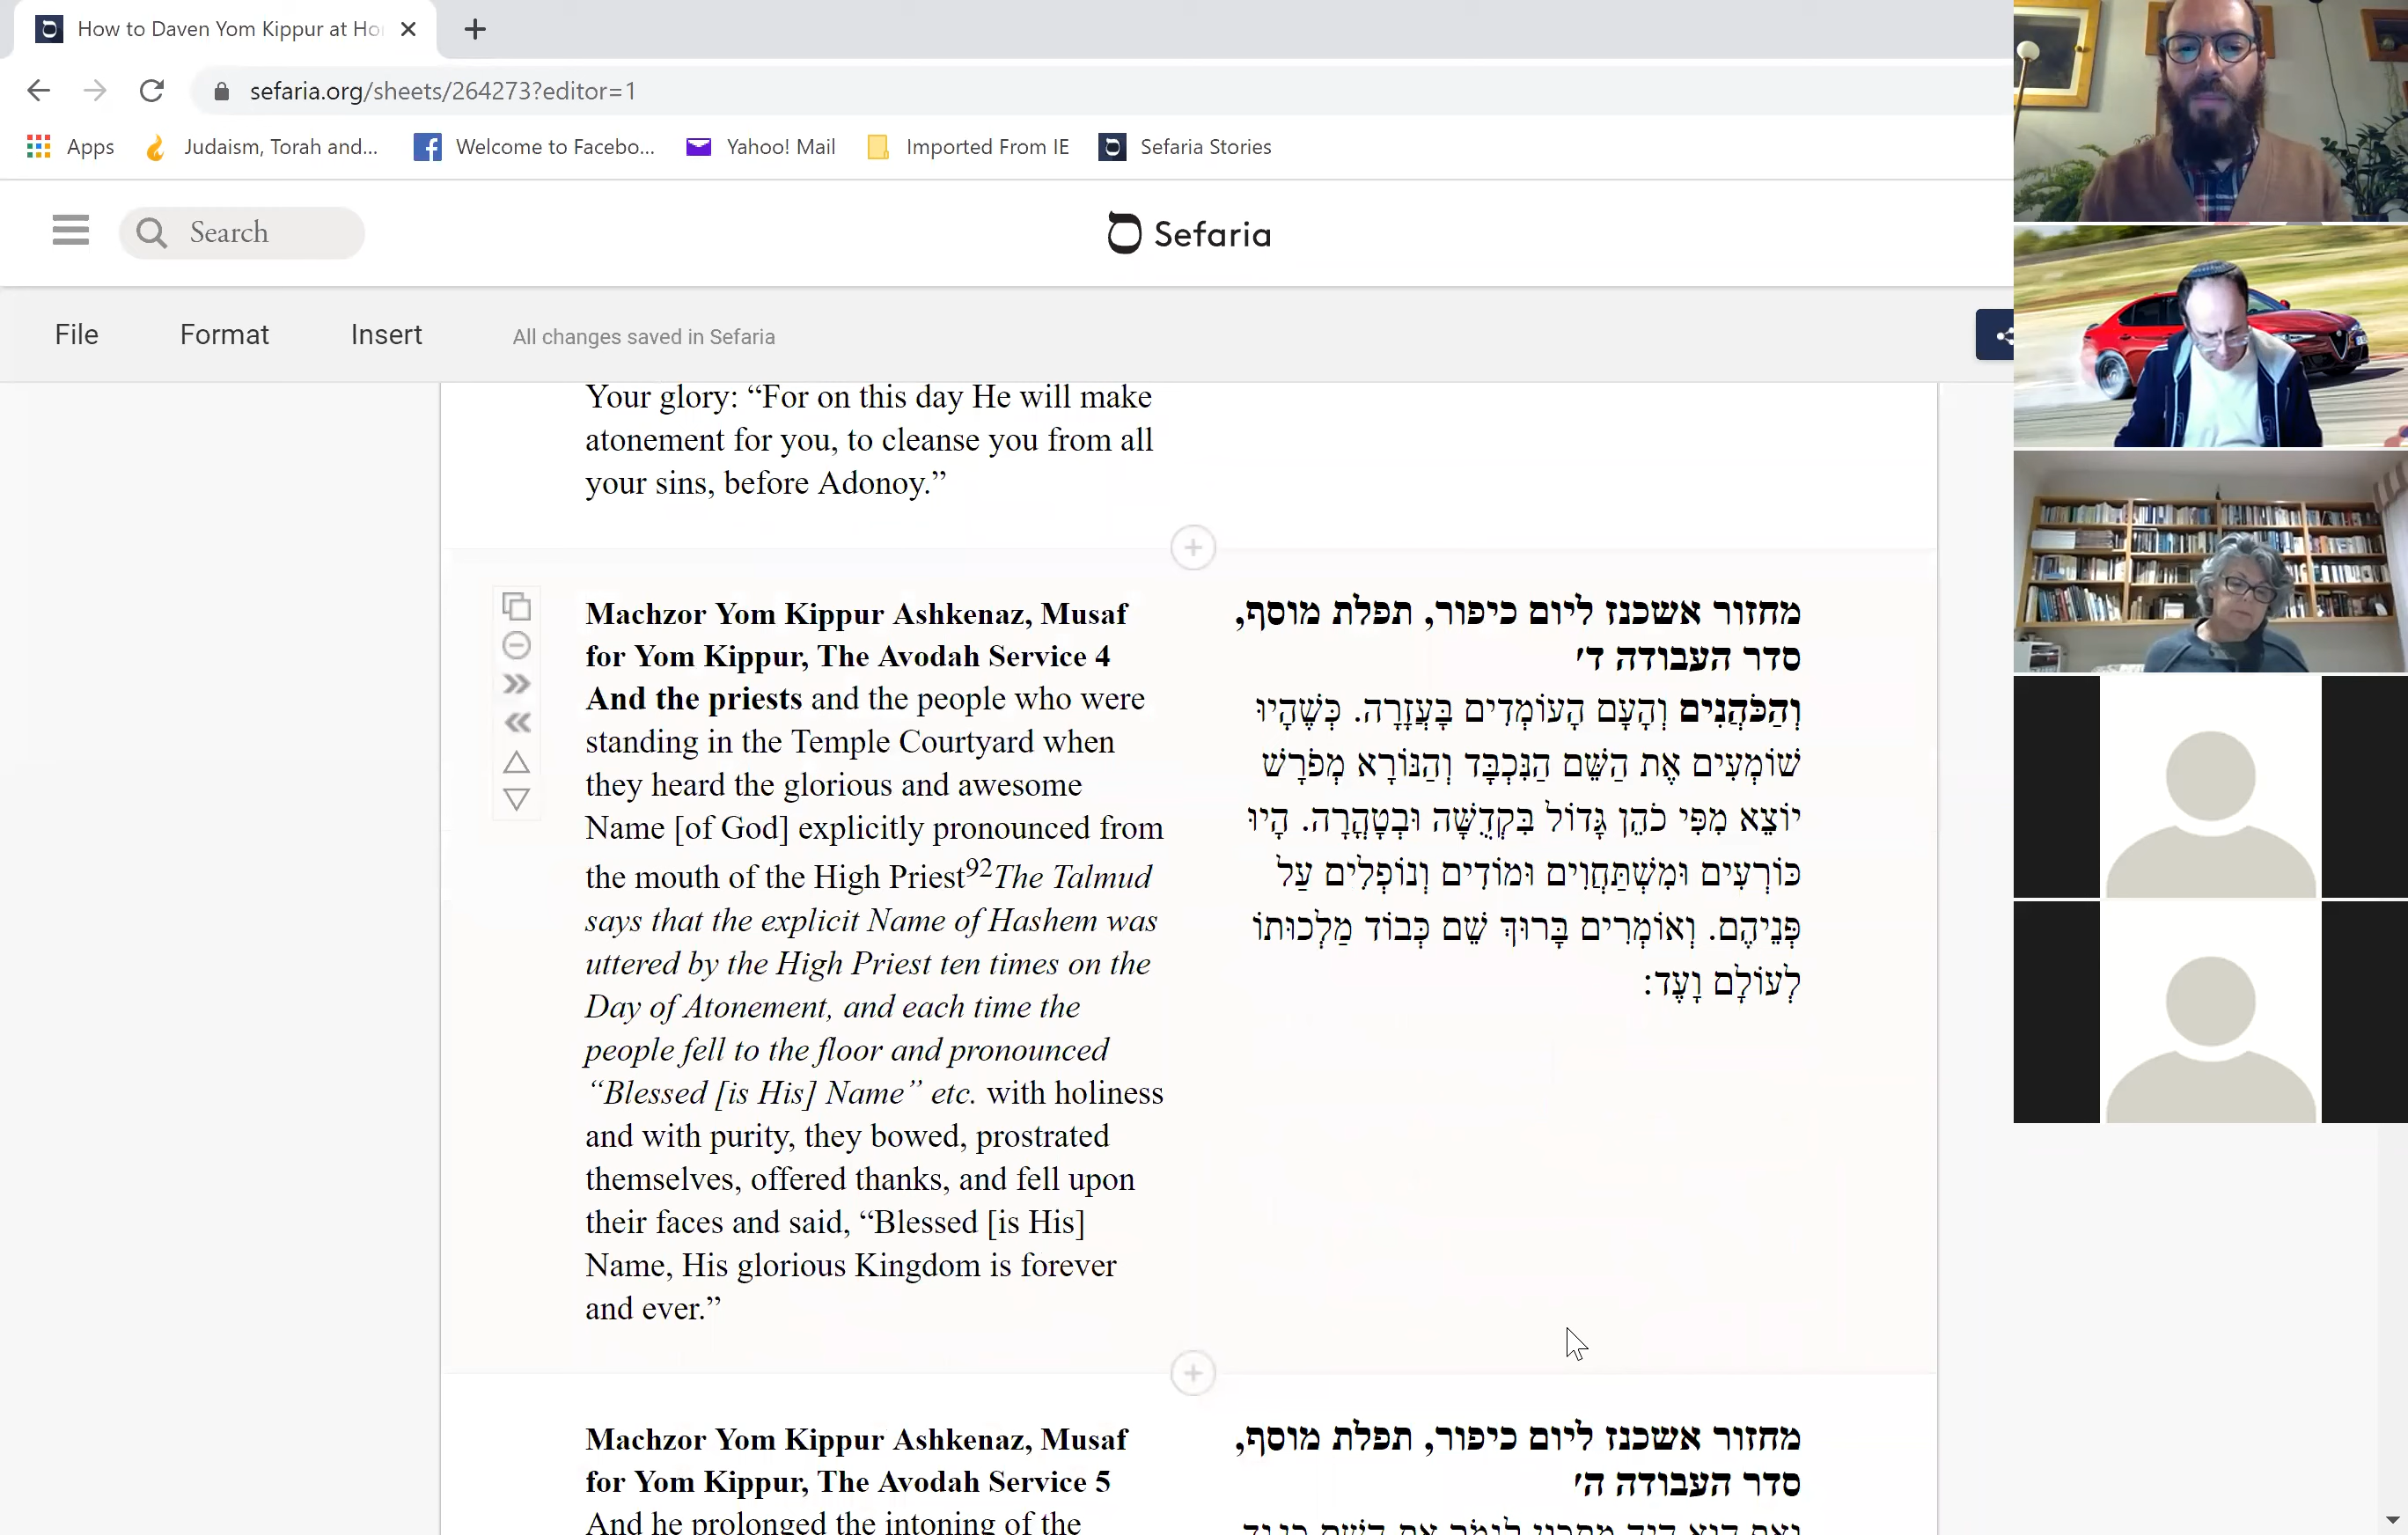 How to Daven Yom Kippur at Ho
sefaria.org/sheets/264273?editor=1
Apps
Judaism, Torah and...
Welcome to Facebo...
Yahoo! Mail
Imported From IE
Sefaria Stories
Search
Sefaria
File
Format
Insert
All changes saved in Sefaria
Your glory: “For on this day He will make
atonement for you, to cleanse you from all
your sins, before Adonoy.”
Machzor Yom Kippur Ashkenaz, Musaf
for Yom Kippur, The Avodah Service 4
And the priests and the people who were
standing in the Temple Courtyard when
they heard the glorious and awesome
Name [of God] explicitly pronounced from
the mouth of the High Priest92The Talmud
says that the explicit Name of Hashem was
uttered by the High Priest ten times on the
Day of Atonement, and each time the
people fell to the floor and pronounced
“Blessed [is His] Name” etc. with holiness
and with purity, they bowed, prostrated
themselves, offered thanks, and fell upon
their faces and said, “Blessed [is His]
Name, His glorious Kingdom is forever
and ever.”
מחזור אשכנז ליום כיפור, תפלת מוסף,
סדר העבודה ד׳
וְהַכֹּהֲנִים וְהָעָם הָעוֹמְדִים בָּעֲזָרָה. כְּשֶׁהָיוּ
שׁוֹמְעִים אֶת הַשֵּׁם הַנִּכְבָּד וְהַנּוֹרָא מְפֹרָשׁ
יוֹצֵא מִפִּי כֹהֵן גָּדוֹל בִּקְדֻשָּׁה וּבְטָהֳרָה. הָיוּ
כּוֹרְעִים וּמִשְׁתַּחֲוִים וּמוֹדִים וְנוֹפְלִים עַל
פְּנֵיהֶם. וְאוֹמְרִים בָּרוּךְ שֵׁם כְּבוֹד מַלְכוּתוֹ
לְעוֹלָם וָעֶד:
Machzor Yom Kippur Ashkenaz, Musaf
for Yom Kippur, The Avodah Service 5
And he prolonged the intoning of the
מחזור אשכנז ליום כיפור, תפלת מוסף,
סדר העבודה ה׳